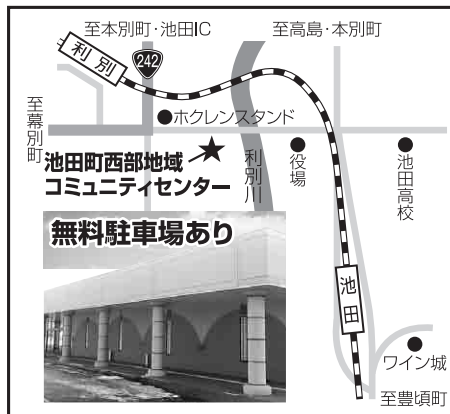 至本別町・池田IC
至高島・本別町
利別
242
至幕別町
ホクレンスタンド
池田町西部地域
コミュニティセンター
利別川
役場
池田高校
無料駐車場あり
池田
ワイン城
至豊頃町